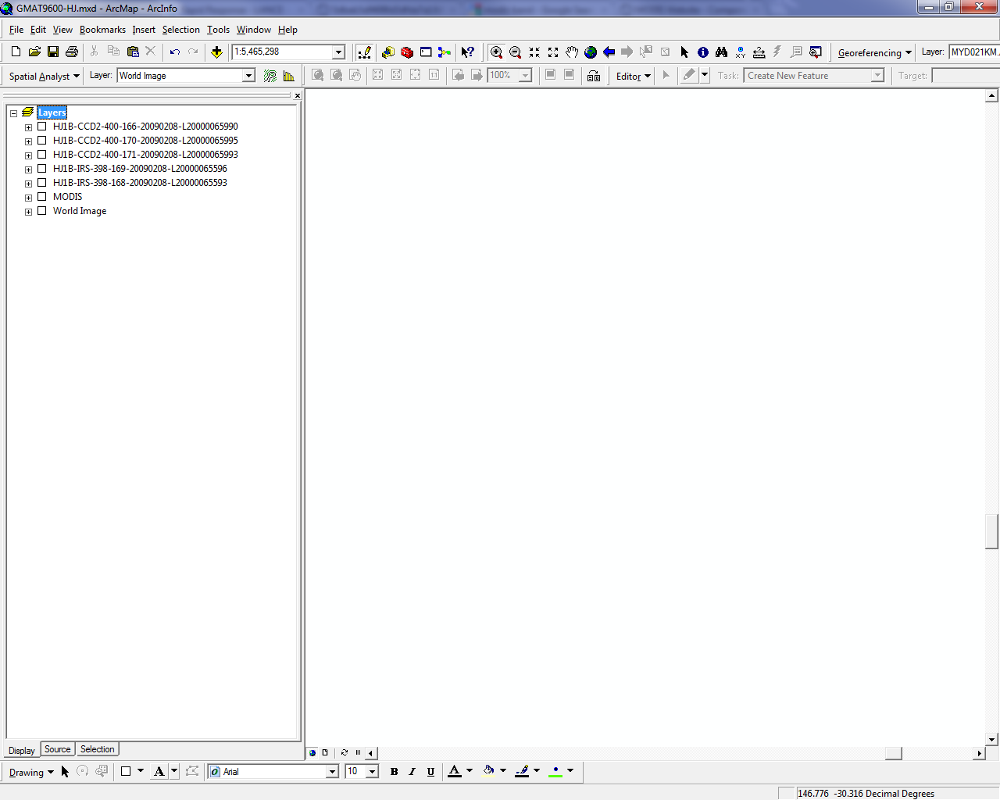 GMAT9600-HJ.mxd - ArcMap - ArcInfo
File Edit View Bookmarks Insert Selection Tools Window Help
1:5,465,298 Georeferencing Layer: MYD021KM.
Spatial Analyst Layer: World Image 1:1 100% Editor Task: Create New Feature Target:
Layers
HJ1B-CCD2-400-166-20090208-L20000065990
HJ1B-CCD2-400-170-20090208-L20000065995
HJ1B-CCD2-400-171-20090208-L20000065993
HJ1B-IRS-398-169-20090208-L20000065596
HJ1B-IRS-398-168-20090208-L20000065593
MODIS
World Image
Display Source Selection
Drawing A Arial 10 B I U A
146.776 -30.316 Decimal Degrees